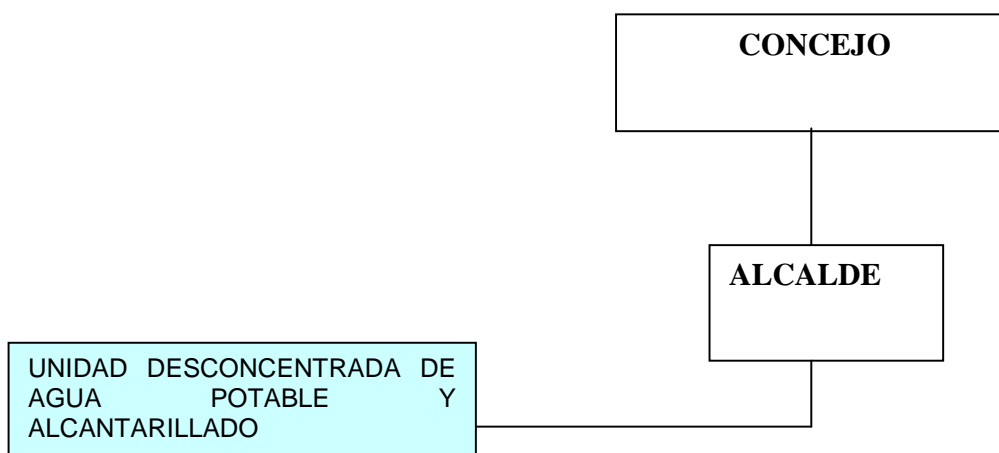 CONCEJO
ALCALDE
UNIDAD DESCONCENTRADA DE
AGUA POTABLE Y
ALCANTARILLADO